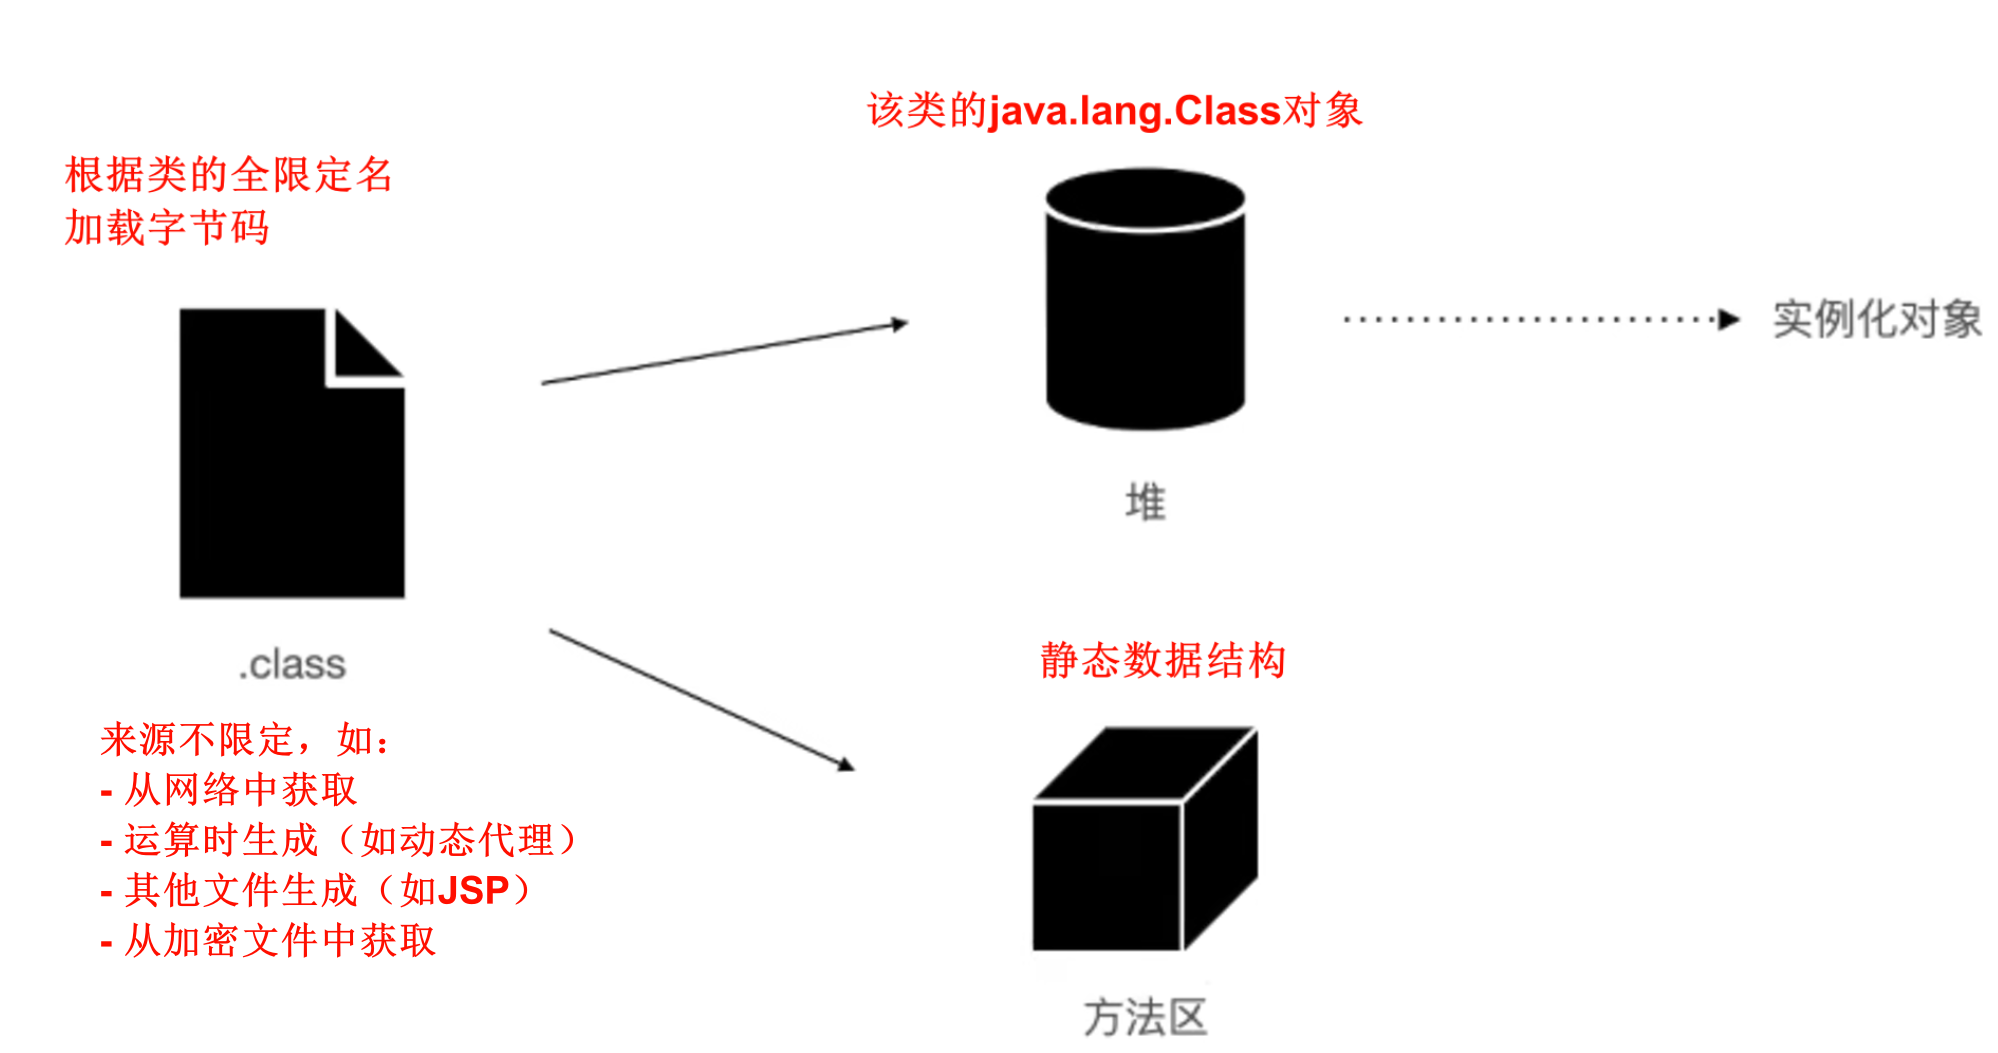 该类的java.lang.Class对象
根据类的全限定名
加载字节码
实例化对象
堆
.class
静态数据结构
来源不限定，如：
- 从网络中获取
- 运算时生成（如动态代理）
- 其他文件生成（如JSP）
- 从加密文件中获取
方法区